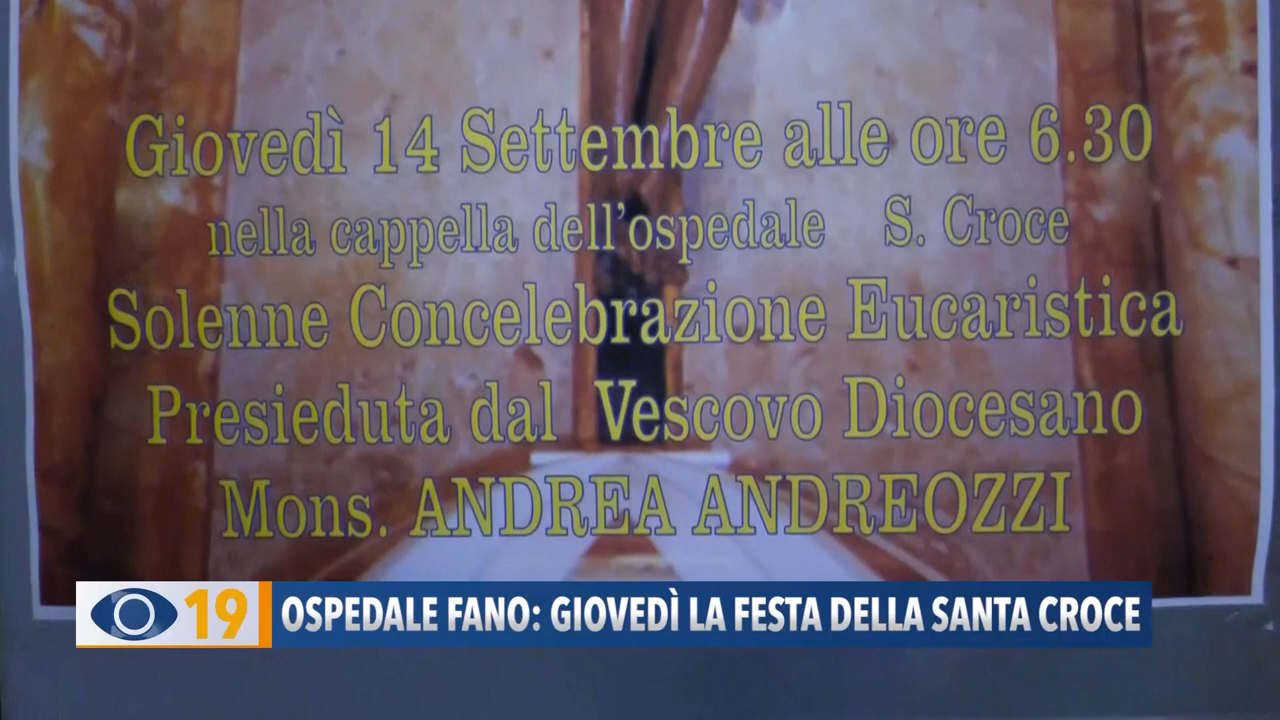 Giovedì 14 Settembre alle ore 6.30
nella cappella dell'ospedale S. Croce
Solenne Concelebrazione Eucaristica
Presieduta dal Vescovo Diocesano
Mons. ANDREA ANDREOZZI
19 OSPEDALE FANO: GIOVEDÌ LA FESTA DELLA SANTA CROCE